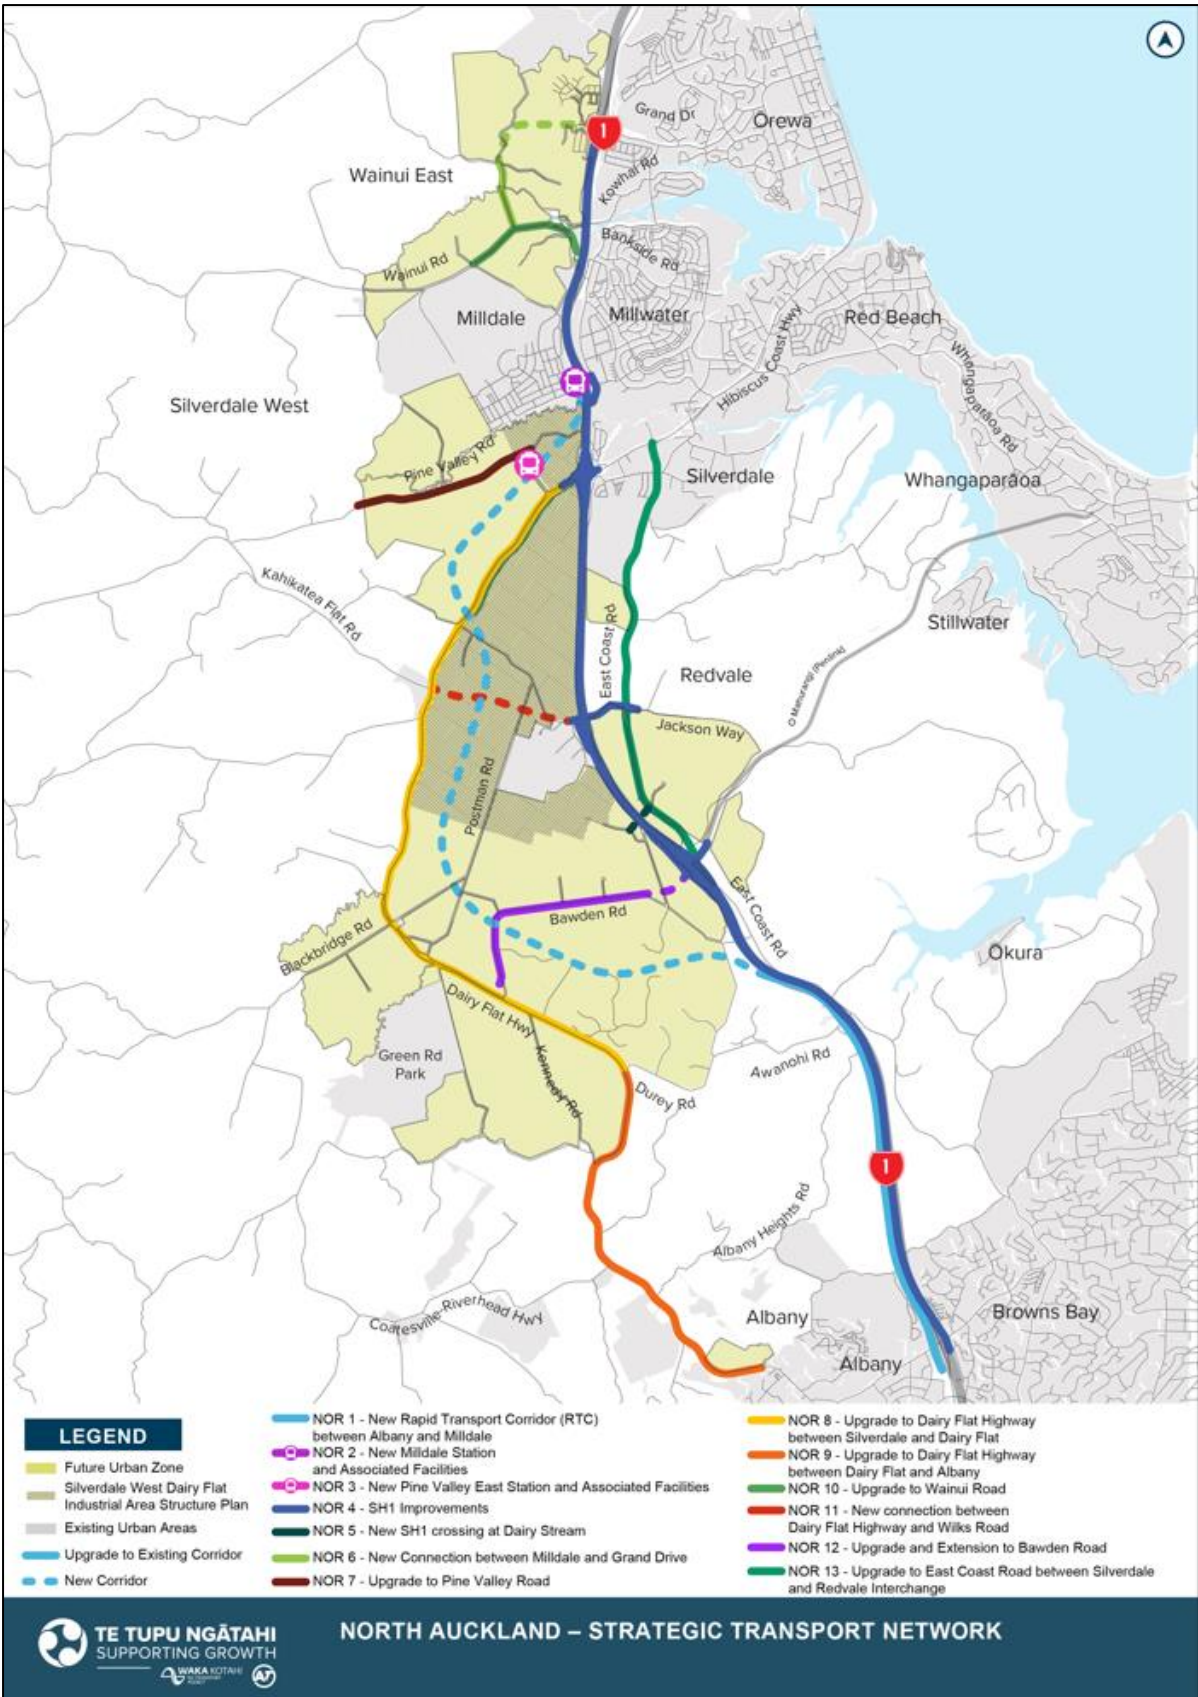 Grand Dr
Orewa
1
Wainui East
Kowhai Rd
Bankside Rd
Wainui Rd
Milldale
Millwater
Red Beach
Hibiscus Coast Hwy
Whangaparāoa Rd
Silverdale West
Pine Valley Rd
Silverdale
Whangaparāoa
Kahikatea Flat Rd
East Coast Rd
Stillwater
Redvale
O Mahurangi (Penlink)
Jackson Way
Postman Rd
Bawden Rd
East Coast Rd
Blackbridge Rd
Okura
Dairy Flat Hwy
Green Rd
Park
Kennedy Rd
Awanohi Rd
Durey Rd
1
Albany Heights Rd
Coatesville-Riverhead Hwy
Albany
Browns Bay
Albany
LEGEND
Future Urban Zone
Silverdale West Dairy Flat
Industrial Area Structure Plan
Existing Urban Areas
Upgrade to Existing Corridor
New Corridor
NOR 1 - New Rapid Transport Corridor (RTC)
between Albany and Milldale
NOR 2 - New Milldale Station
and Associated Facilities
NOR 3 - New Pine Valley East Station and Associated Facilities
NOR 4 - SH1 Improvements
NOR 5 - New SH1 crossing at Dairy Stream
NOR 6 - New Connection between Milldale and Grand Drive
NOR 7 - Upgrade to Pine Valley Road
NOR 8 - Upgrade to Dairy Flat Highway
between Silverdale and Dairy Flat
NOR 9 - Upgrade to Dairy Flat Highway
between Dairy Flat and Albany
NOR 10 - Upgrade to Wainui Road
NOR 11 - New connection between
Dairy Flat Highway and Wilks Road
NOR 12 - Upgrade and Extension to Bawden Road
NOR 13 - Upgrade to East Coast Road between Silverdale
and Redvale Interchange
TE TUPU NGĀTAHI
SUPPORTING GROWTH
WAKA KOTAHI
AT
NORTH AUCKLAND – STRATEGIC TRANSPORT NETWORK